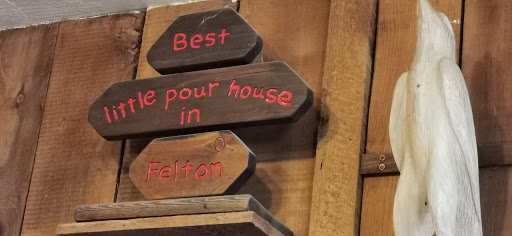 Best
little pour house
in
Felton